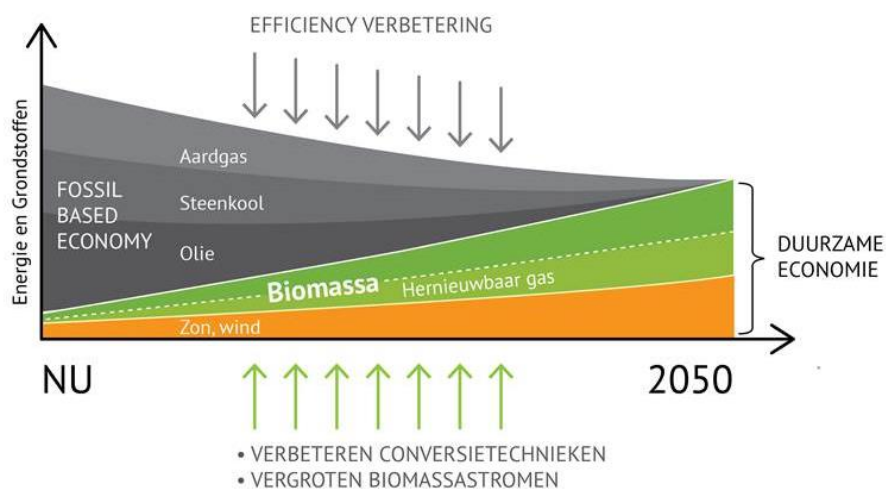 EFFICIENCY VERBETERING
Energie en Grondstoffen
Aardgas
FOSSIL
BASED
ECONOMY
Steenkool
Olie
Biomassa
Hernieuwbaar gas
Zon, wind
DUURZAME
ECONOMIE
NU
2050
• VERBETEREN CONVERSIETECHNIEKEN
• VERGROTEN BIOMASSASTROMEN